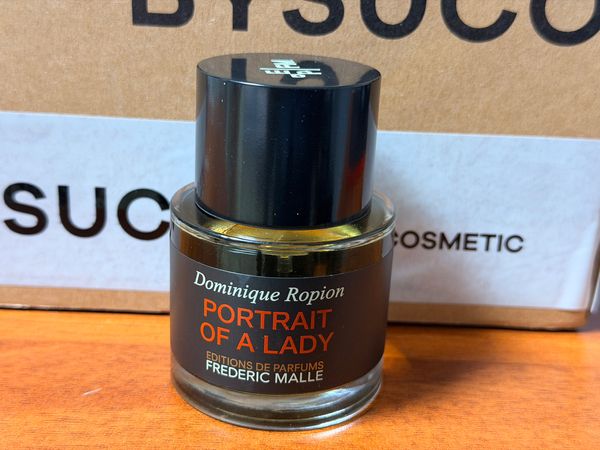 BYSUCO
SUC
COSMETIC
Dominique Ropion
PORTRAIT
OF A LADY
EDITIONS DE PARFUMS
FREDERIC MALLE